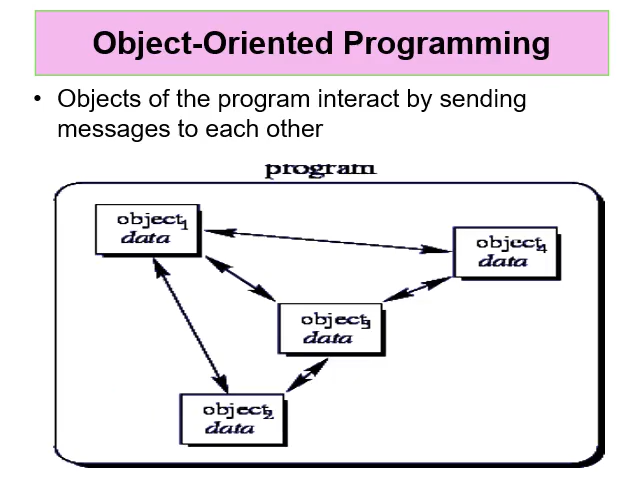 Object-Oriented Programming
• Objects of the program interact by sending
messages to each other
program
object1
data
object4
data
object3
data
object2
data